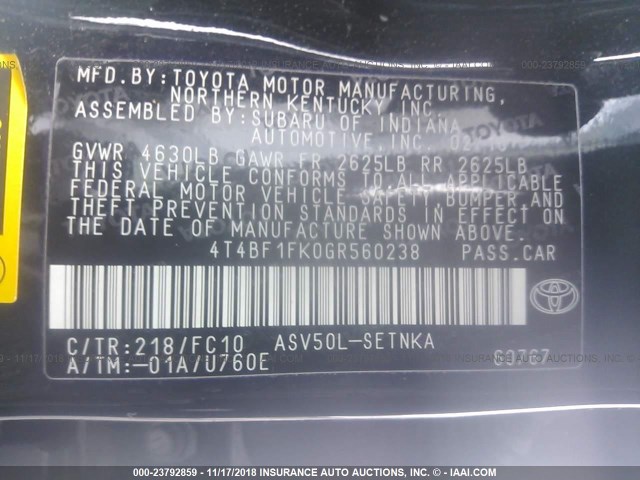 MFD.BY:TOYOTA MOTOR MANUFACTURING,
NORTHERN KENTUCKY INC.
ASSEMBLED BY:SUBARU OF INDIANA
AUTOMOTIVE,INC.
GVWR 4630LB GAWR FR 2625LB RR 2625LB
THIS VEHICLE CONFORMS TO ALL APPLICABLE
FEDERAL MOTOR VEHICLE SAFETY,BUMPER,AND
THEFT PREVENTION STANDARDS IN EFFECT ON
THE DATE OF MANUFACTURE SHOWN ABOVE.
4T4BF1FK0GR560238 PASS.CAR
C/TR:218/FC10 ASV50L-SETNKA
A/TM:-01A/U760E
000-23792859 - 11/17/2018 - INSURANCE AUTO AUCTIONS CENTER - © - IAAI.COM